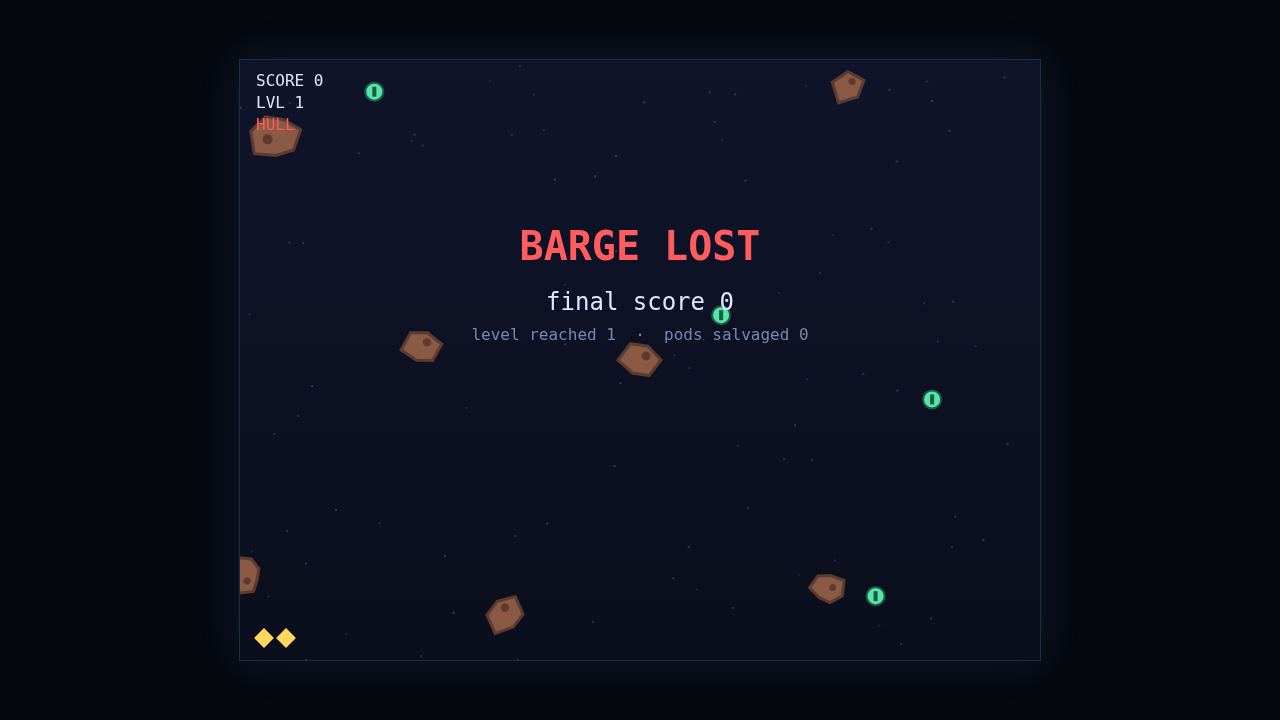 SCORE 0
LVL 1
HULL
BARGE LOST
final score 0
level reached 1 · pods salvaged 0